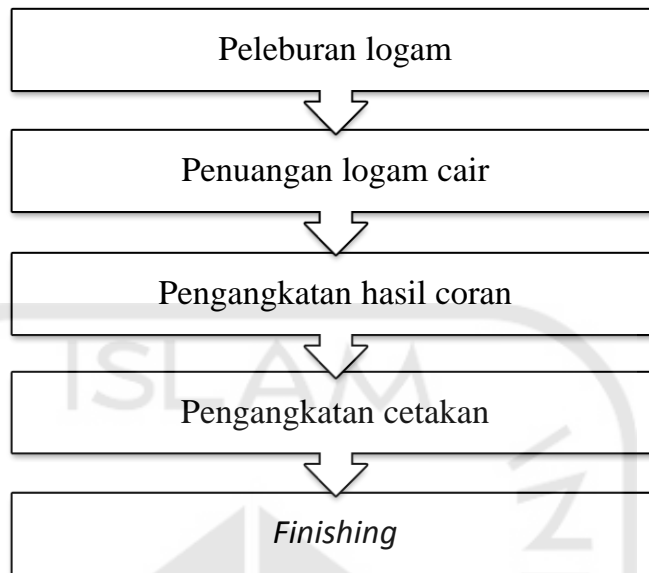 Peleburan logam
Penuangan logam cair
Pengangkatan hasil coran
ISLAM
Pengangkatan cetakan
Finishing